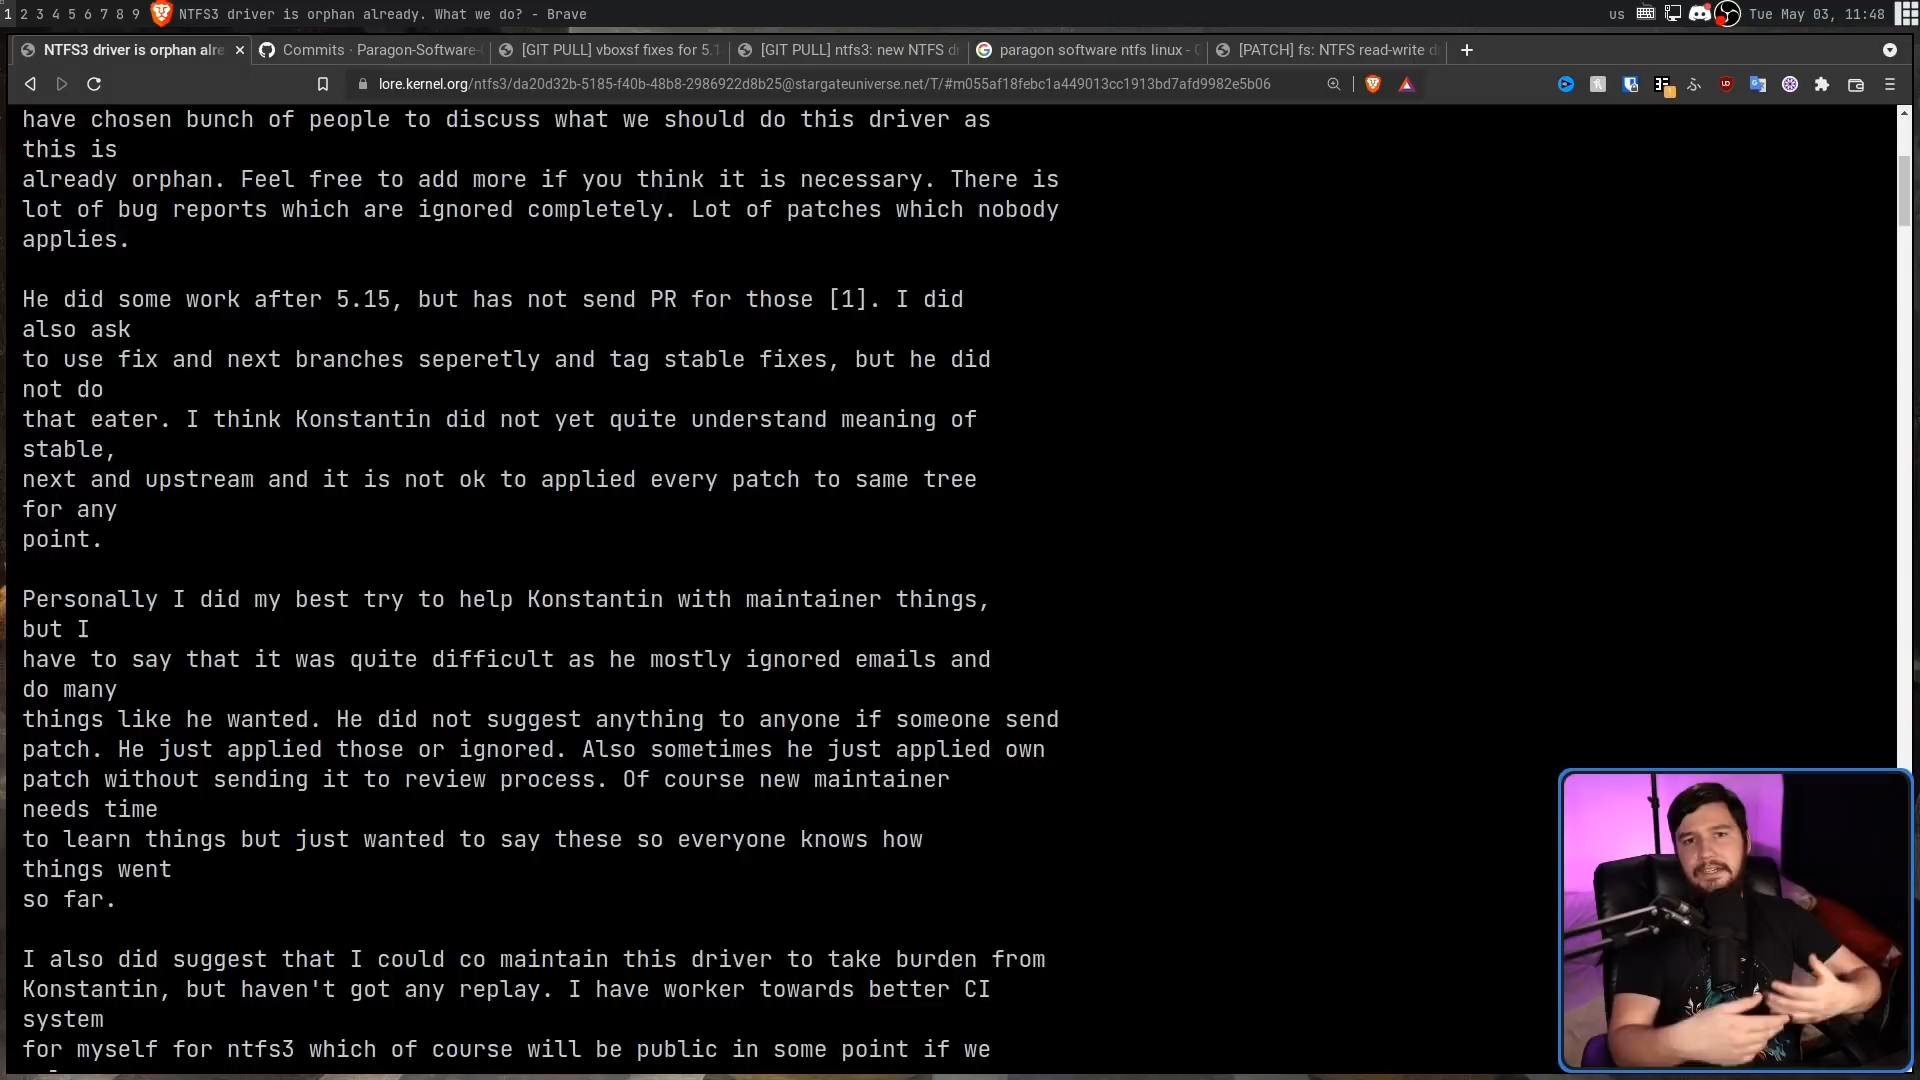 1 2 3 4 5 6 7 8 9 NTFS3 driver is orphan already. What we do? - Brave us Tue May 03, 11:48
NTFS3 driver is orphan alre Commits · Paragon-Software- [GIT PULL] vboxsf fixes for 5.1 [GIT PULL] ntfs3: new NTFS d paragon software ntfs linux - [PATCH] fs: NTFS read-write d
lore.kernel.org/ntfs3/da20d32b-5185-f40b-48b8-2986922d8b25@stargateuniverse.net/T/#m055af18febc1a449013cc1913bd7afd9982e5b06
have chosen bunch of people to discuss what we should do this driver as
this is
already orphan. Feel free to add more if you think it is necessary. There is
lot of bug reports which are ignored completely. Lot of patches which nobody
applies.
He did some work after 5.15, but has not send PR for those [1]. I did
also ask
to use fix and next branches seperetly and tag stable fixes, but he did
not do
that eater. I think Konstantin did not yet quite understand meaning of
stable,
next and upstream and it is not ok to applied every patch to same tree
for any
point.
Personally I did my best try to help Konstantin with maintainer things,
but I
have to say that it was quite difficult as he mostly ignored emails and
do many
things like he wanted. He did not suggest anything to anyone if someone send
patch. He just applied those or ignored. Also sometimes he just applied own
patch without sending it to review process. Of course new maintainer
needs time
to learn things but just wanted to say these so everyone knows how
things went
so far.
I also did suggest that I could co maintain this driver to take burden from
Konstantin, but haven't got any replay. I have worker towards better CI
system
for myself for ntfs3 which of course will be public in some point if we